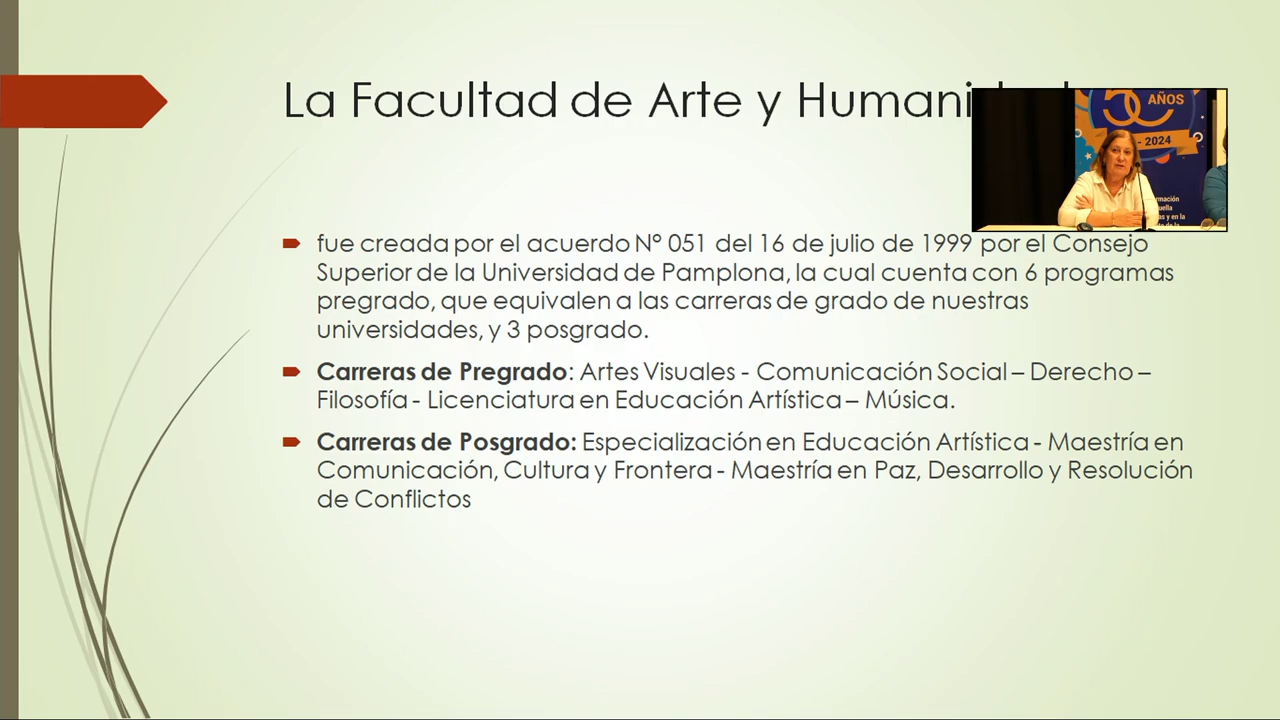 La Facultad de Arte y
AÑOS
- 2024
fue creada por el acuerdo N° 051 del 16 de julio de 1999 por el Consejo
Superior de la Universidad de Pamplona, la cual cuenta con 6 programas
pregrado, que equivalen a las carreras de grado de nuestras
universidades, y 3 posgrado.
Carreras de Pregrado: Artes Visuales - Comunicación Social – Derecho –
Filosofía - Licenciatura en Educación Artística – Música.
Carreras de Posgrado: Especialización en Educación Artística - Maestría en
Comunicación, Cultura y Frontera - Maestría en Paz, Desarrollo y Resolución
de Conflictos